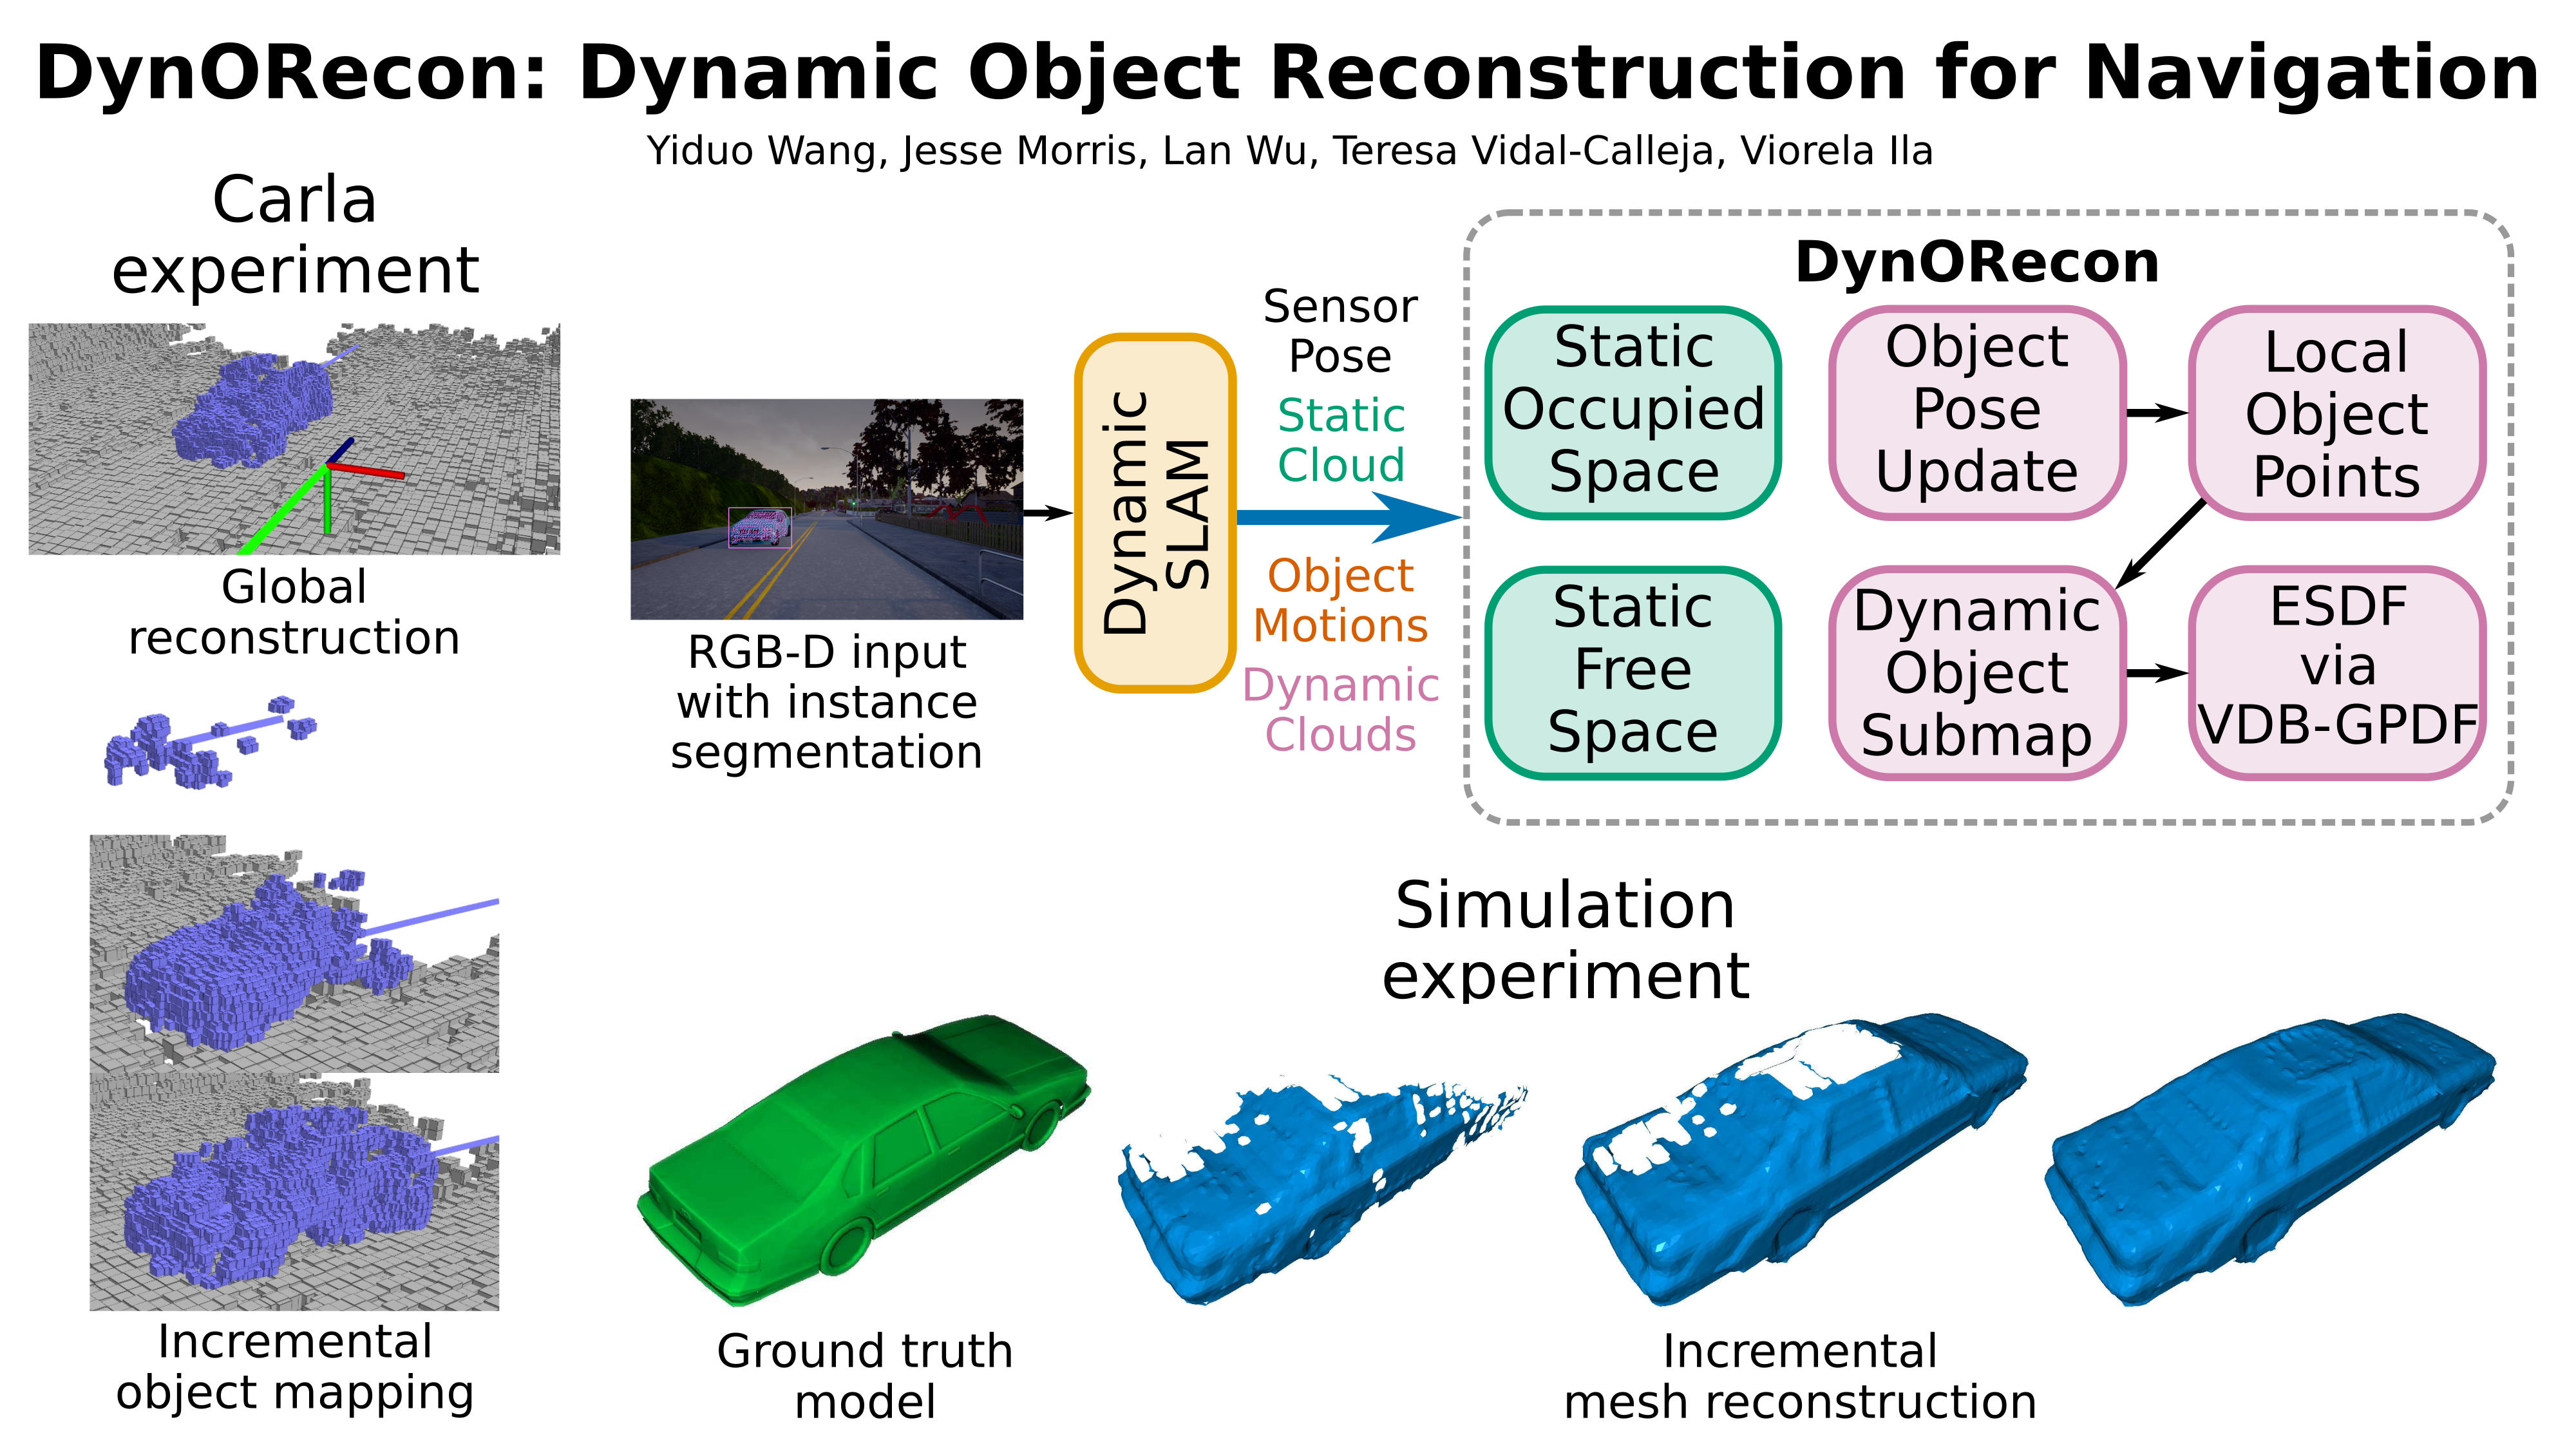 DynORecon: Dynamic Object Reconstruction for Navigation
Yiduo Wang, Jesse Morris, Lan Wu, Teresa Vidal-Calleja, Viorela Ila
Carla
experiment
Global
reconstruction
Incremental
object mapping
RGB-D input
with instance
segmentation
Dynamic
SLAM
Sensor
Pose
Static
Cloud
Object
Motions
Dynamic
Clouds
DynORecon
Static
Occupied
Space
Object
Pose
Update
Local
Object
Points
Static
Free
Space
Dynamic
Object
Submap
ESDF
via
VDB-GPDF
Simulation
experiment
Ground truth
model
Incremental
mesh reconstruction